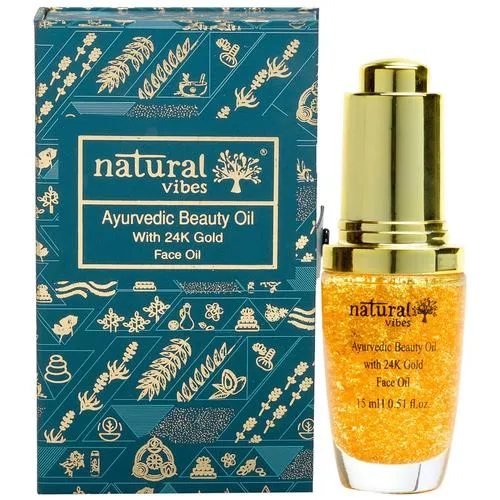 natural
vibes
®
Ayurvedic Beauty Oil
With 24K Gold
Face Oil
natural
vibes
Ayurvedic Beauty Oil
with 24K Gold
Face Oil
15 ml | 0.51 fl.oz.